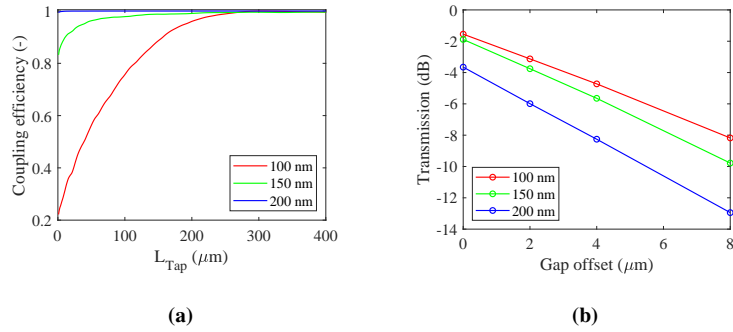 Coupling efficiency (-)
1
0.8
0.6
0.4
0.2
100 nm
150 nm
200 nm
0 100 200 300 400
L_Tap (μm)
(a)
Transmission (dB)
0
-2
-4
-6
-8
-10
-12
-14
100 nm
150 nm
200 nm
0 2 4 6 8
Gap offset (μm)
(b)